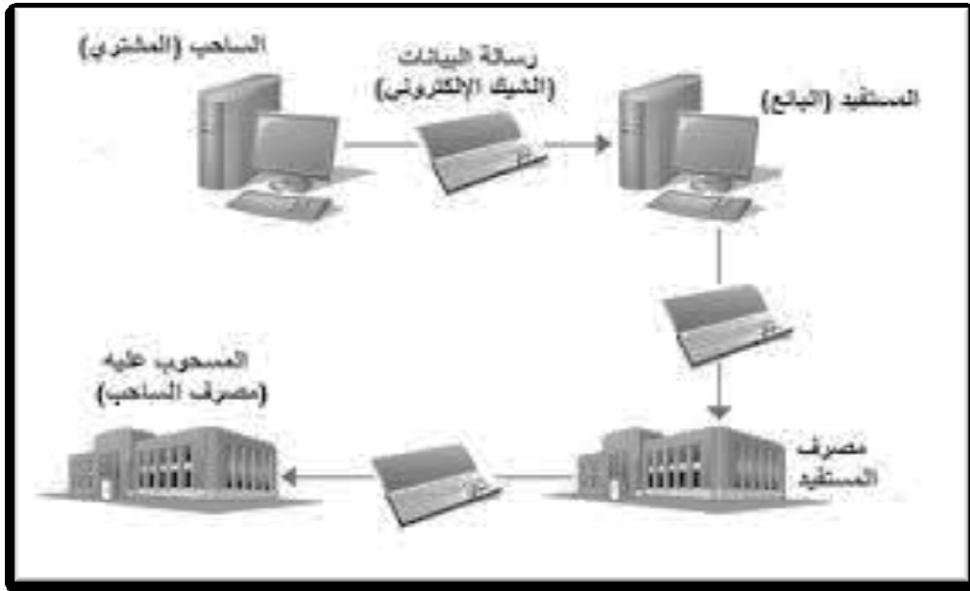 الساحب (المشتري)
رسالة البيانات
(الشيك الإلكتروني)
المستفيد (البائع)
مصرف
المستفيد
المسحوب عليه
(مصرف الساحب)